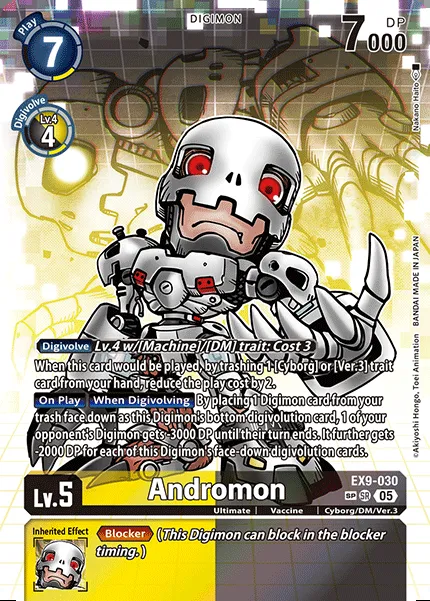 DIGIMON
Play
7
DP
7000
Digivolve
Lv.4
4
Nakano Haito
©Akiyoshi Hongo, Toei Animation BANDAI MADE IN JAPAN
Digivolve Lv.4 w/[Machine]/[DM] trait: Cost 3
When this card would be played, by trashing 1 [Cyborg] or [Ver.3] trait
card from your hand, reduce the play cost by 2.
On Play When Digivolving By placing 1 Digimon card from your
trash face down as this Digimon's bottom digivolution card, 1 of your
opponent's Digimon gets -3000 DP until their turn ends. It further gets
-2000 DP for each of this Digimon's face-down digivolution cards.
Lv.5
Andromon
EX9-030
SP SR 05
Ultimate | Vaccine | Cyborg/DM/Ver.3
Inherited Effect
Blocker (This Digimon can block in the blocker
timing.)